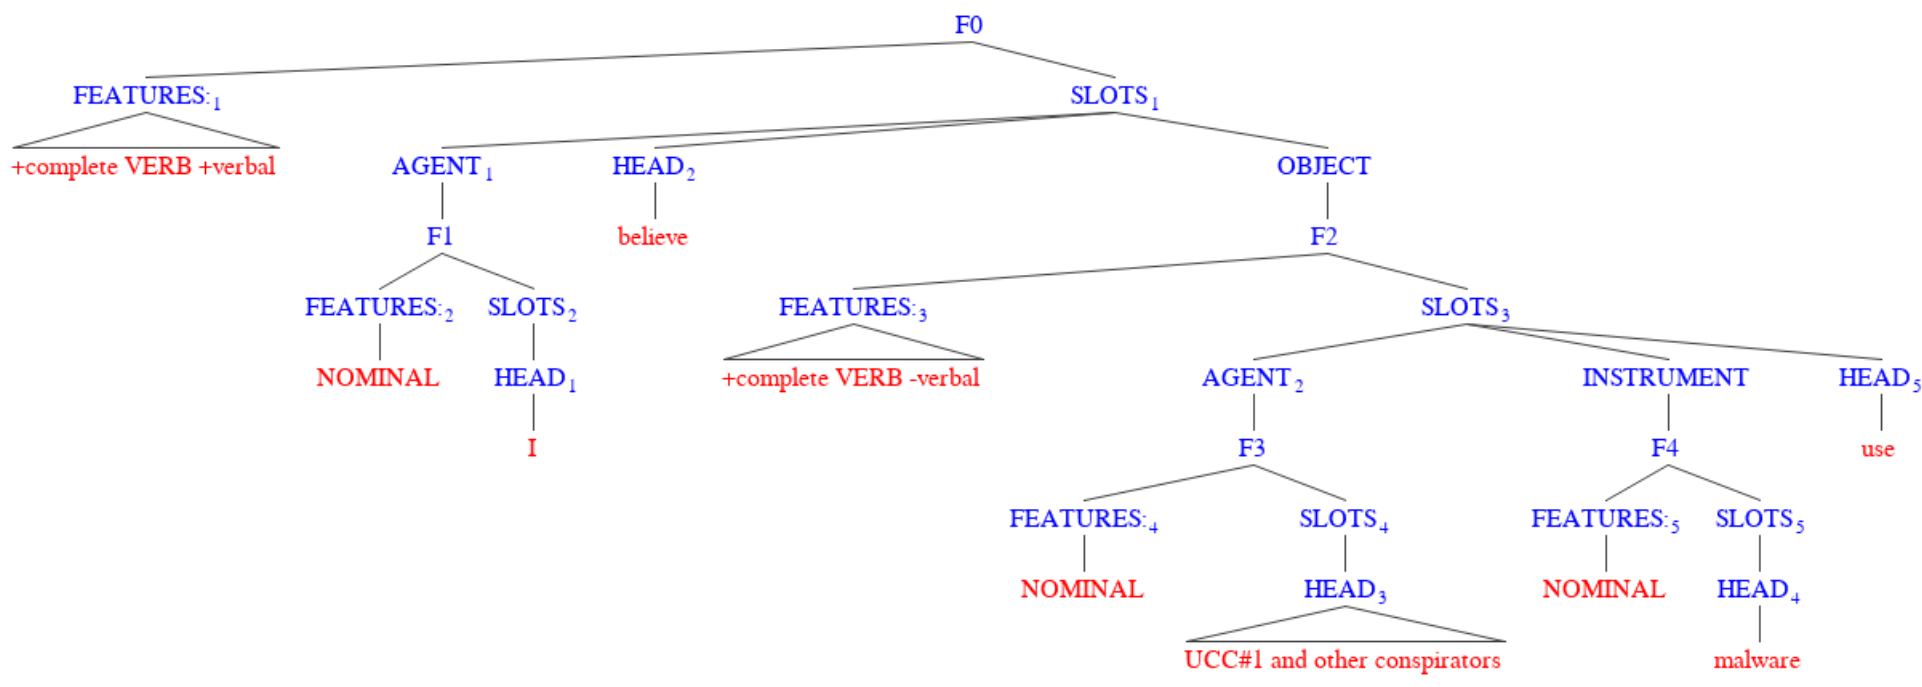 F0
FEATURES:1 SLOTS1
+complete VERB +verbal AGENT1 HEAD2 OBJECT
F1 believe F2
FEATURES:2 SLOTS2 FEATURES:3 SLOTS3
NOMINAL HEAD1 +complete VERB -verbal AGENT2 INSTRUMENT HEAD5
I F3 F4 use
FEATURES:4 SLOTS4 FEATURES:5 SLOTS5
NOMINAL HEAD3 NOMINAL HEAD4
UCC#1 and other conspirators malware